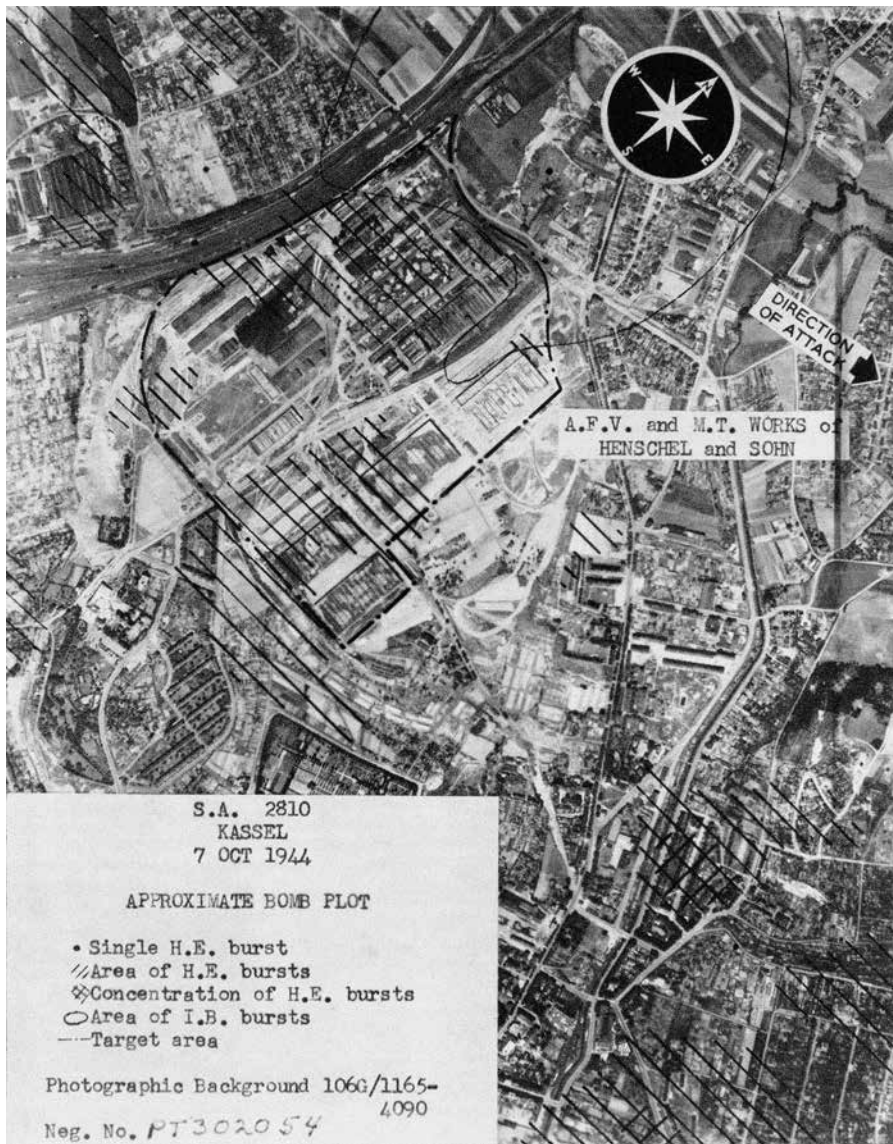 W
N
S
E
DIRECTION
OF ATTACK
A.F.V. and M.T. WORKS of
HENSCHEL and SOHN
S.A. 2810
KASSEL
7 OCT 1944
APPROXIMATE BOMB PLOT
Single H.E. burst
Area of H.E. bursts
Concentration of H.E. bursts
Area of I.B. bursts
Target area
Photographic Background 106G/1165-
4090
Neg. No. PT302054